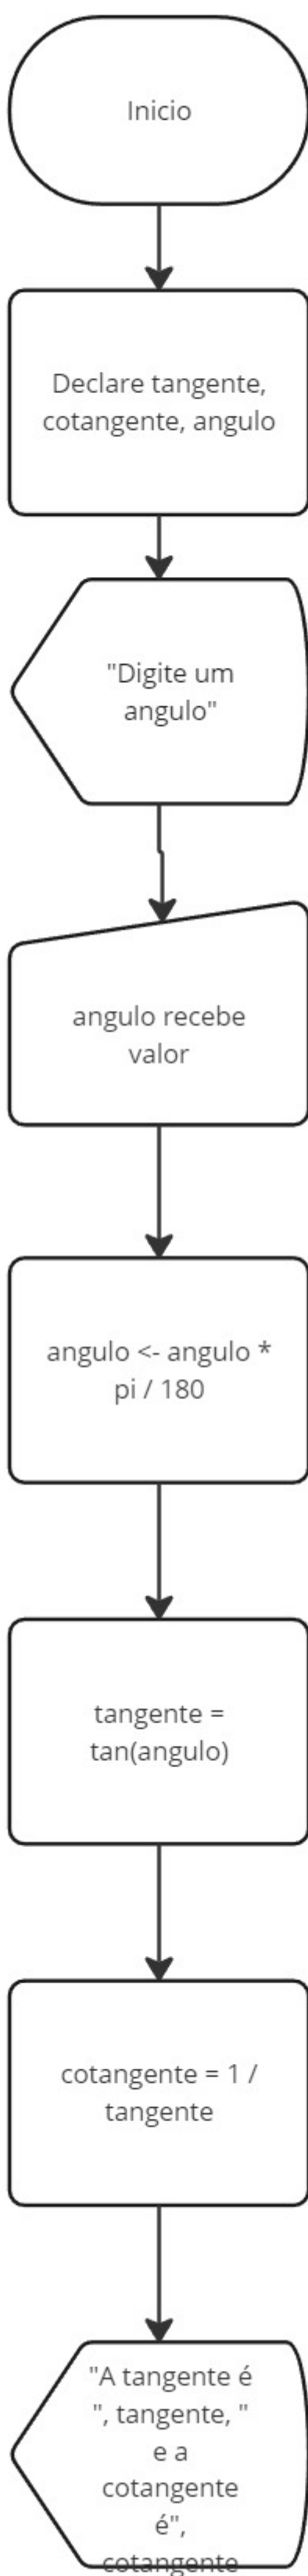 Inicio
Declare tangente,
cotangente, angulo
"Digite um
angulo"
angulo recebe
valor
angulo <- angulo *
pi / 180
tangente =
tan(angulo)
cotangente = 1 /
tangente
"A tangente é
", tangente, "
e a
cotangente
é",
cotangente